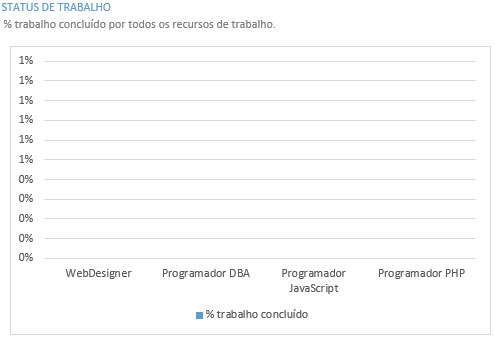 STATUS DE TRABALHO
% trabalho concluído por todos os recursos de trabalho.
1%
1%
1%
1%
1%
1%
0%
0%
0%
0%
0%
WebDesigner Programador DBA Programador JavaScript Programador PHP
% trabalho concluído